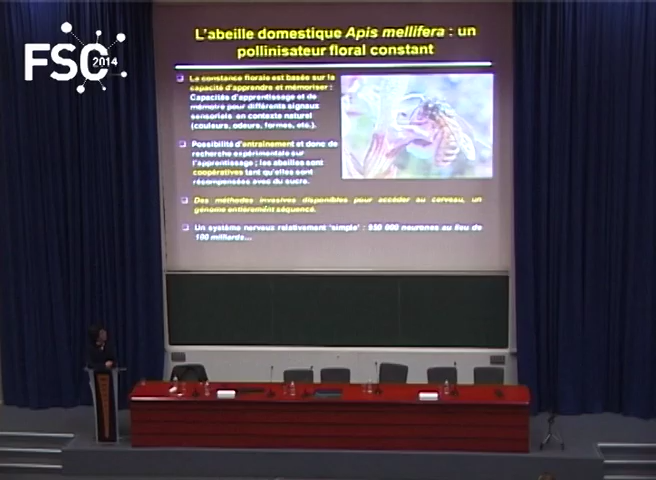 FSC 2014
L'abeille domestique Apis mellifera : un
pollinisateur floral constant
La constance florale est basée sur la
capacité d'apprendre et mémoriser :
Capacités d'apprentissage et de
mémoire pour différents signaux
sensoriels en contexte naturel
(couleurs, odeurs, formes, etc.).
Possibilité d'entraînement et donc de
recherche expérimentale sur
l'apprentissage ; les abeilles sont
coopératives tant qu'elles sont
récompensées avec du sucre.
Des méthodes invasives disponibles pour accéder au cerveau, un
génome entièrement séquencé.
Un système nerveux relativement 'simple' : 950 000 neurones au lieu de
100 milliards...